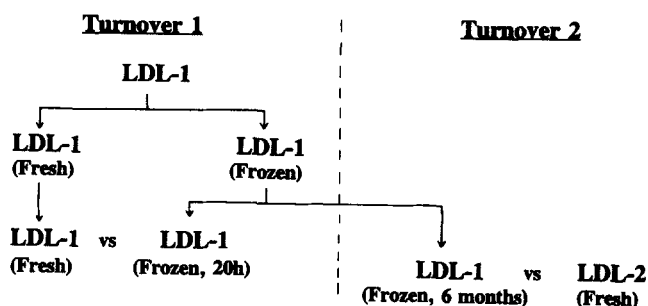 Turnover 1 Turnover 2
LDL-1
LDL-1 LDL-1
(Fresh) (Frozen)
LDL-1 vs LDL-1
(Fresh) (Frozen, 20h)
LDL-1 vs LDL-2
(Frozen, 6 months) (Fresh)